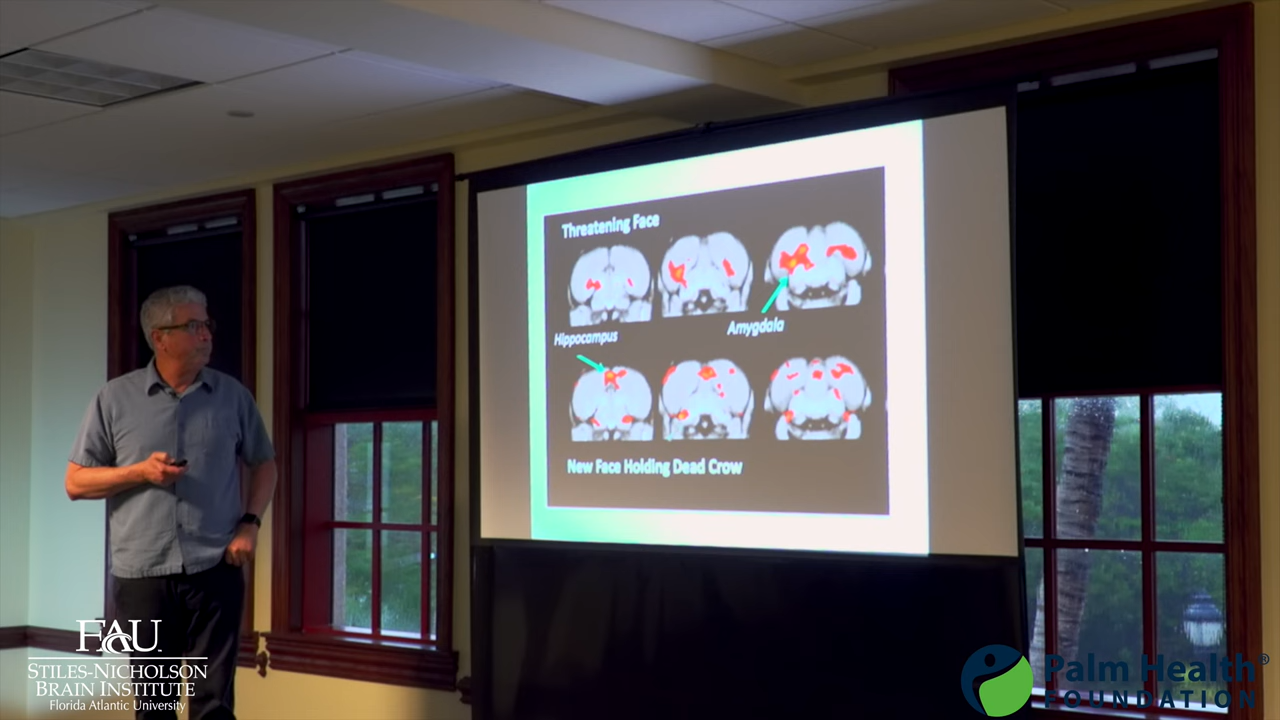 Threatening Face
Hippocampus
Amygdala
New Face Holding Dead Crow
FAU
STILES-NICHOLSON
BRAIN INSTITUTE
Florida Atlantic University
Palm Health®
FOUNDATION